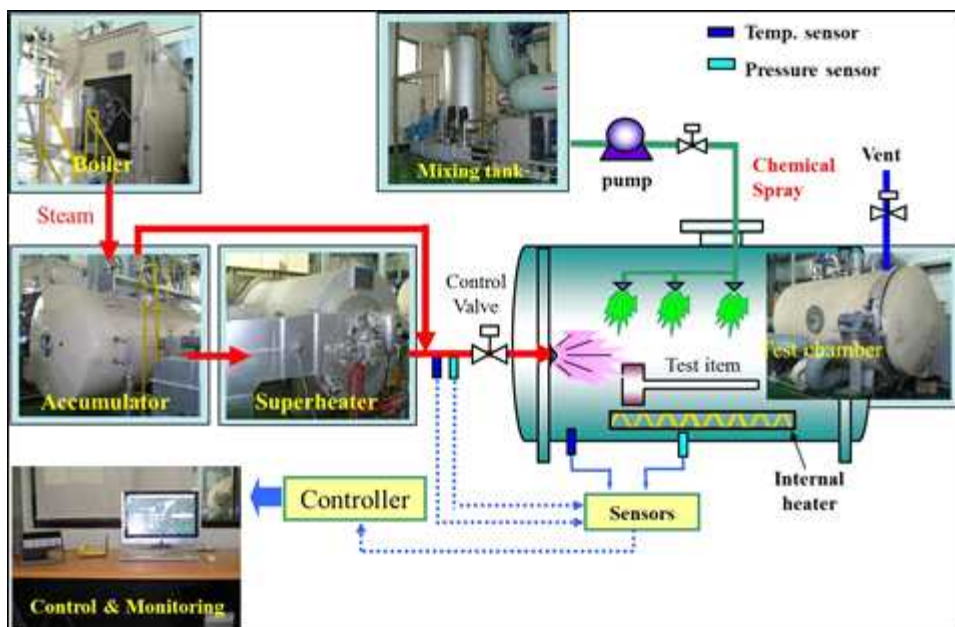 Temp. sensor
Pressure sensor
Boiler
Mixing tank
pump
Chemical
Spray
Vent
Steam
Control
Valve
Test chamber
Test item
Accumulator
Superheater
Internal
heater
Controller
Sensors
Control & Monitoring